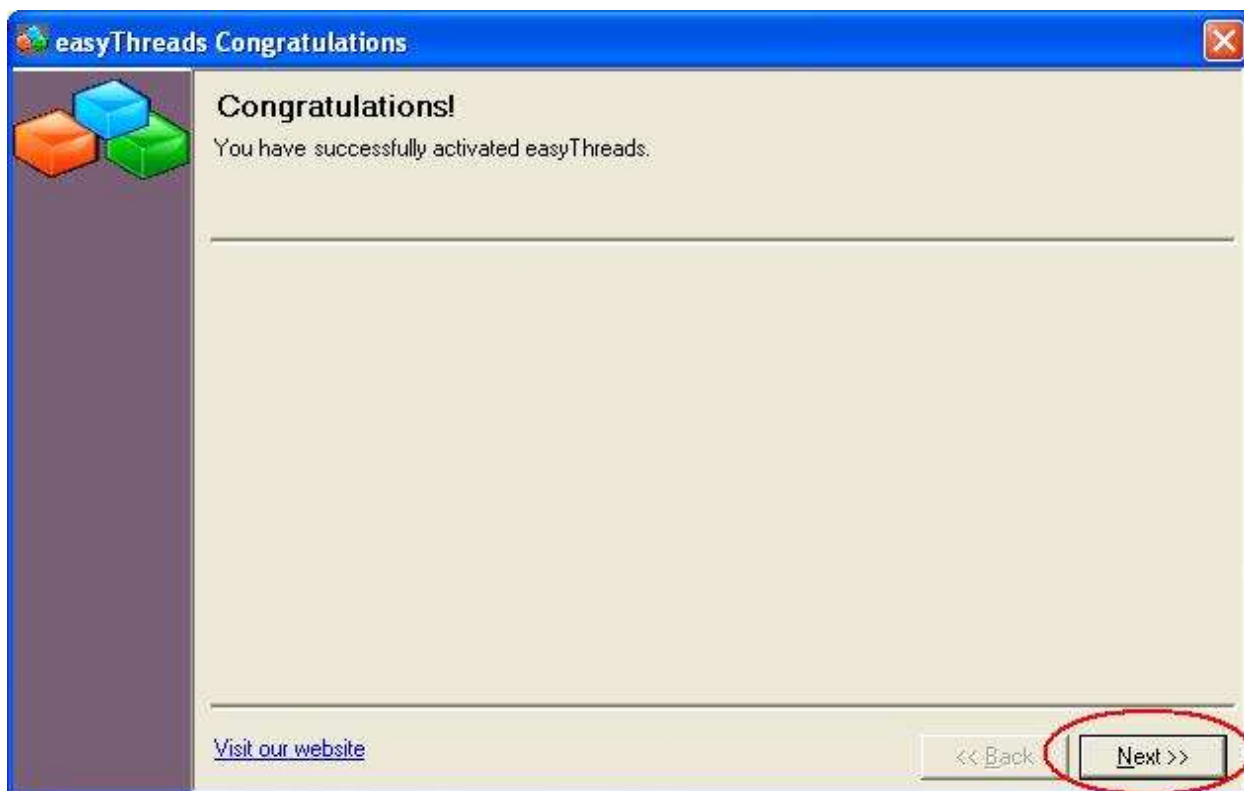 easyThreads Congratulations
Congratulations!
You have successfully activated easyThreads.
Visit our website
<< Back
Next >>